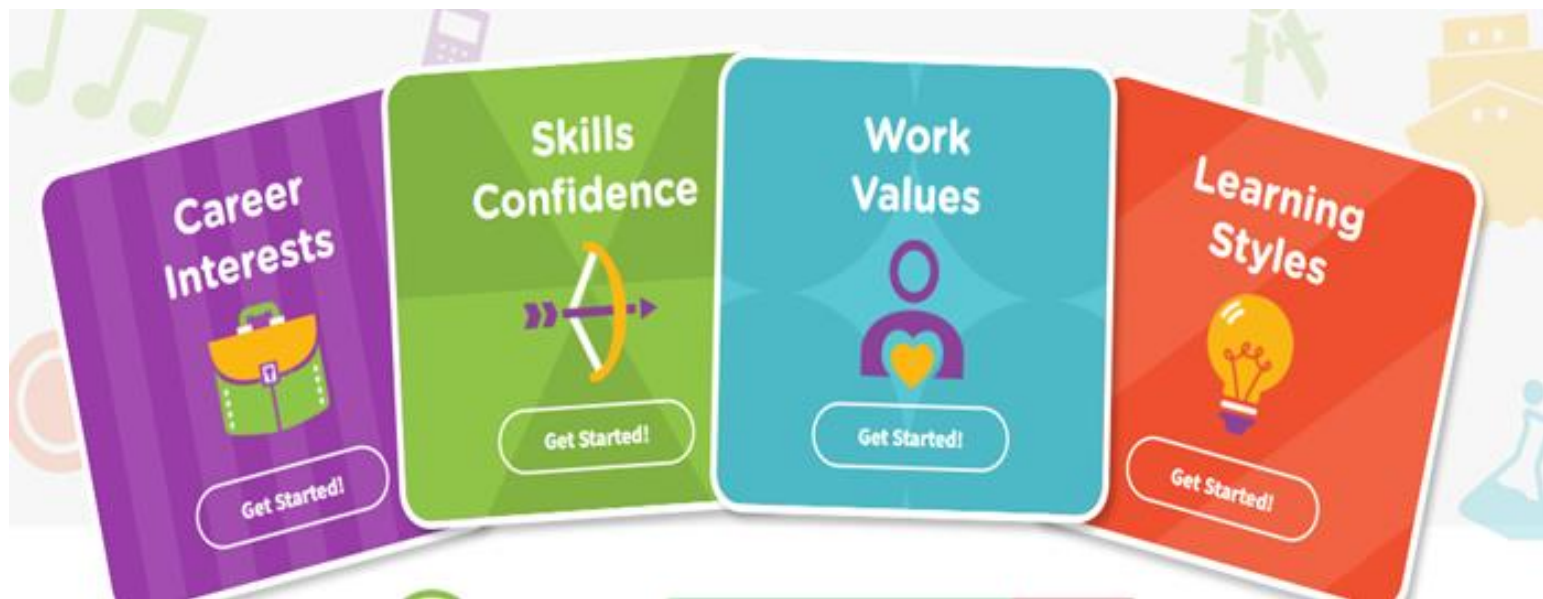 Career
Interests
Get Started!
Skills
Confidence
Get Started!
Work
Values
Get Started!
Learning
Styles
Get Started!